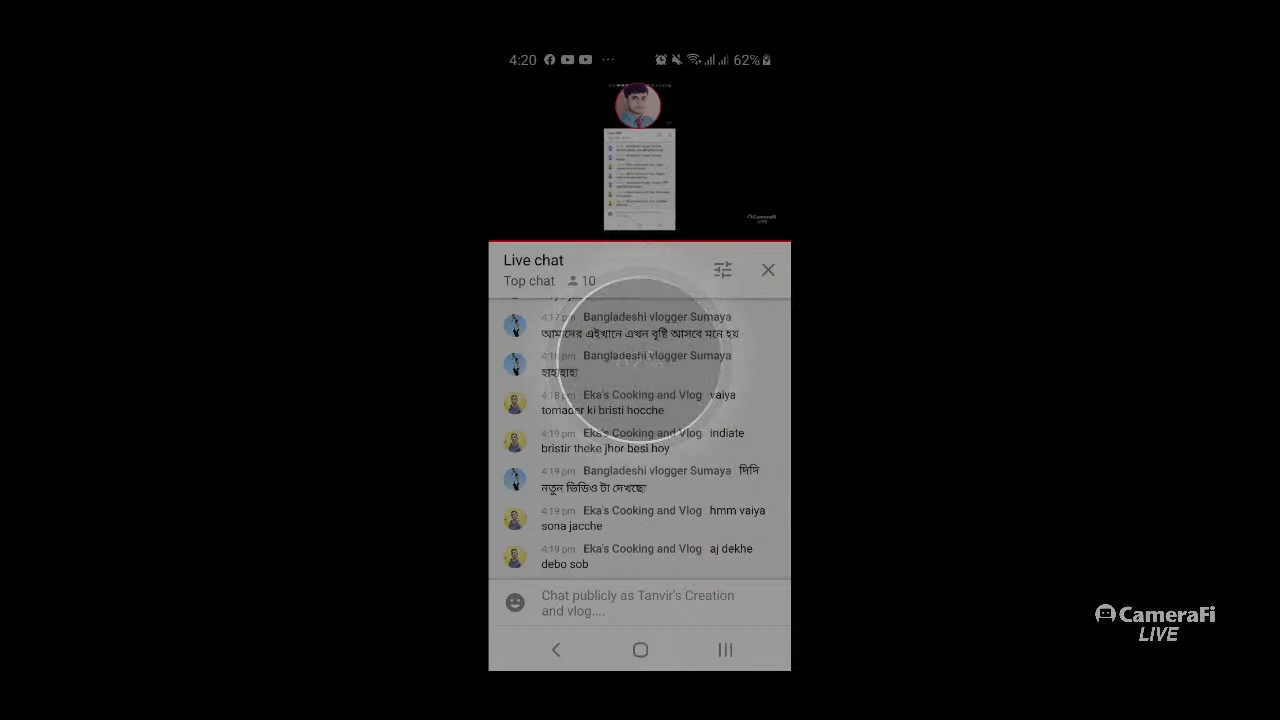 4:20
62%
CameraFi
LIVE
Live chat
Top chat 10
4:17 pm Bangladeshi vlogger Sumaya
আমাদের এইখানে এখন বৃষ্টি আসবে মনে হয়
4:18 pm Bangladeshi vlogger Sumaya
হাহাহাহা
4:18 pm Eka's Cooking and Vlog vaiya
tomader ki bristi hocche
4:19 pm Eka's Cooking and Vlog indiate
bristir theke jhor besi hoy
4:19 pm Bangladeshi vlogger Sumaya দিদি
নতুন ভিডিও টা দেখছো
4:19 pm Eka's Cooking and Vlog hmm vaiya
sona jacche
4:19 pm Eka's Cooking and Vlog aj dekhe
debo sob
Chat publicly as Tanvir's Creation
and vlog....
CameraFi
LIVE